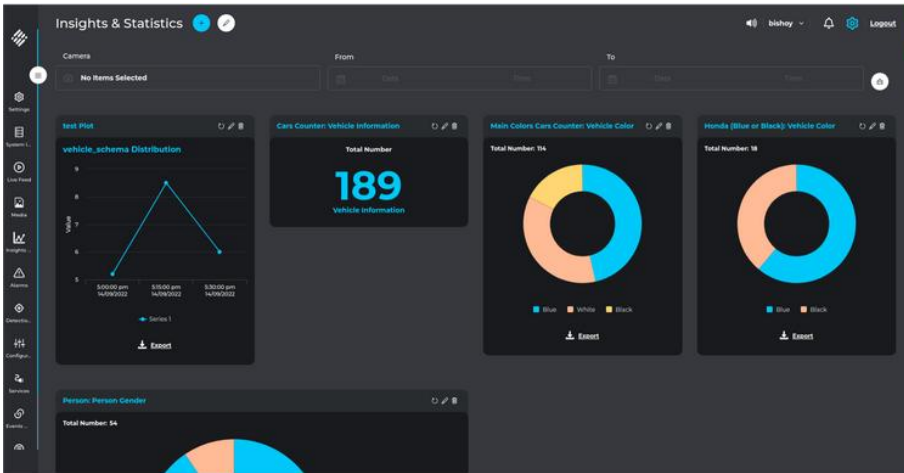 Insights & Statistics
bishoy
Logout
Camera
From
To
No Items Selected
Date
Time
Date
Time
Settings
System L...
Live Feed
Media
Insights ...
Alarms
Detectio...
Configur...
Services
Events ...
test Plot
vehicle_schema Distribution
Value
9
8
7
6
5
5:00:00 pm
14/09/2022
5:15:00 pm
14/09/2022
5:30:00 pm
14/09/2022
Series 1
Export
Cars Counter: Vehicle Information
Total Number
189
Vehicle Information
Main Colors Cars Counter: Vehicle Color
Total Number: 114
Blue
White
Black
Export
Honda (Blue or Black): Vehicle Color
Total Number: 18
Blue
Black
Export
Person: Person Gender
Total Number: 54